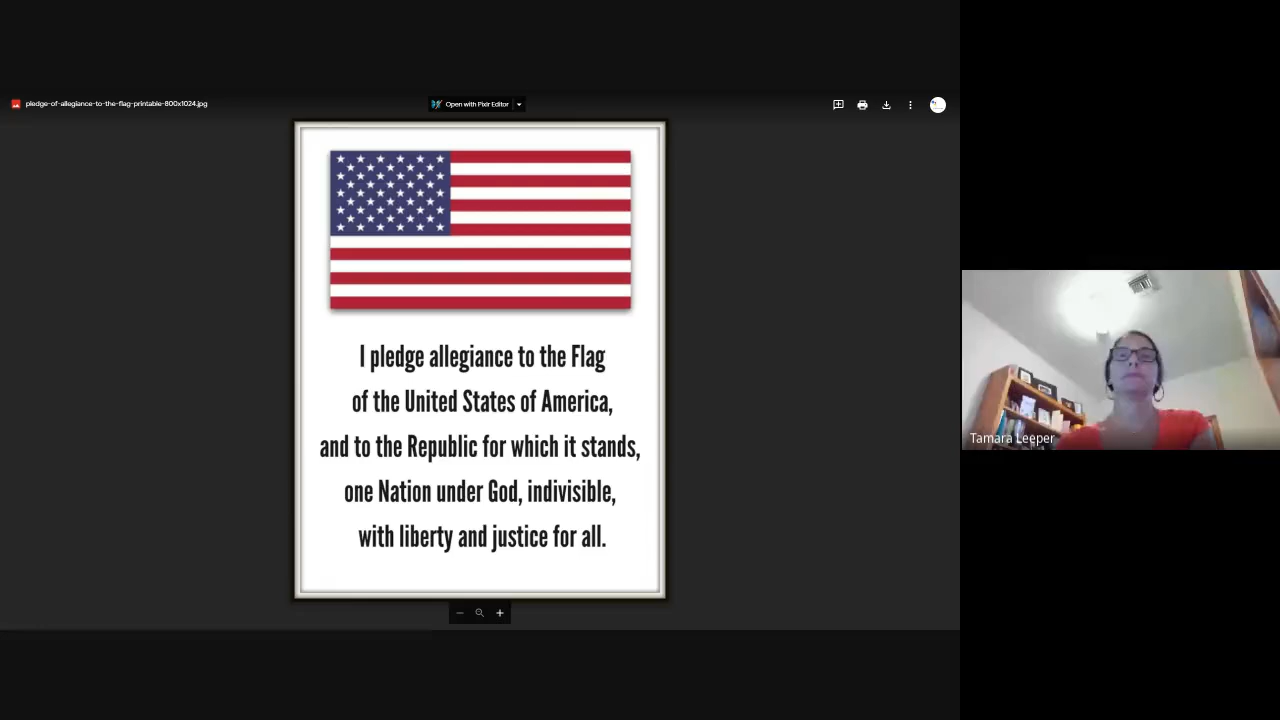 pledge-of-allegiance-to-the-flag-printable-800x1024.jpg
Open with Pixlr Editor
I pledge allegiance to the Flag
of the United States of America,
and to the Republic for which it stands,
one Nation under God, indivisible,
with liberty and justice for all.
Tamara Leeper